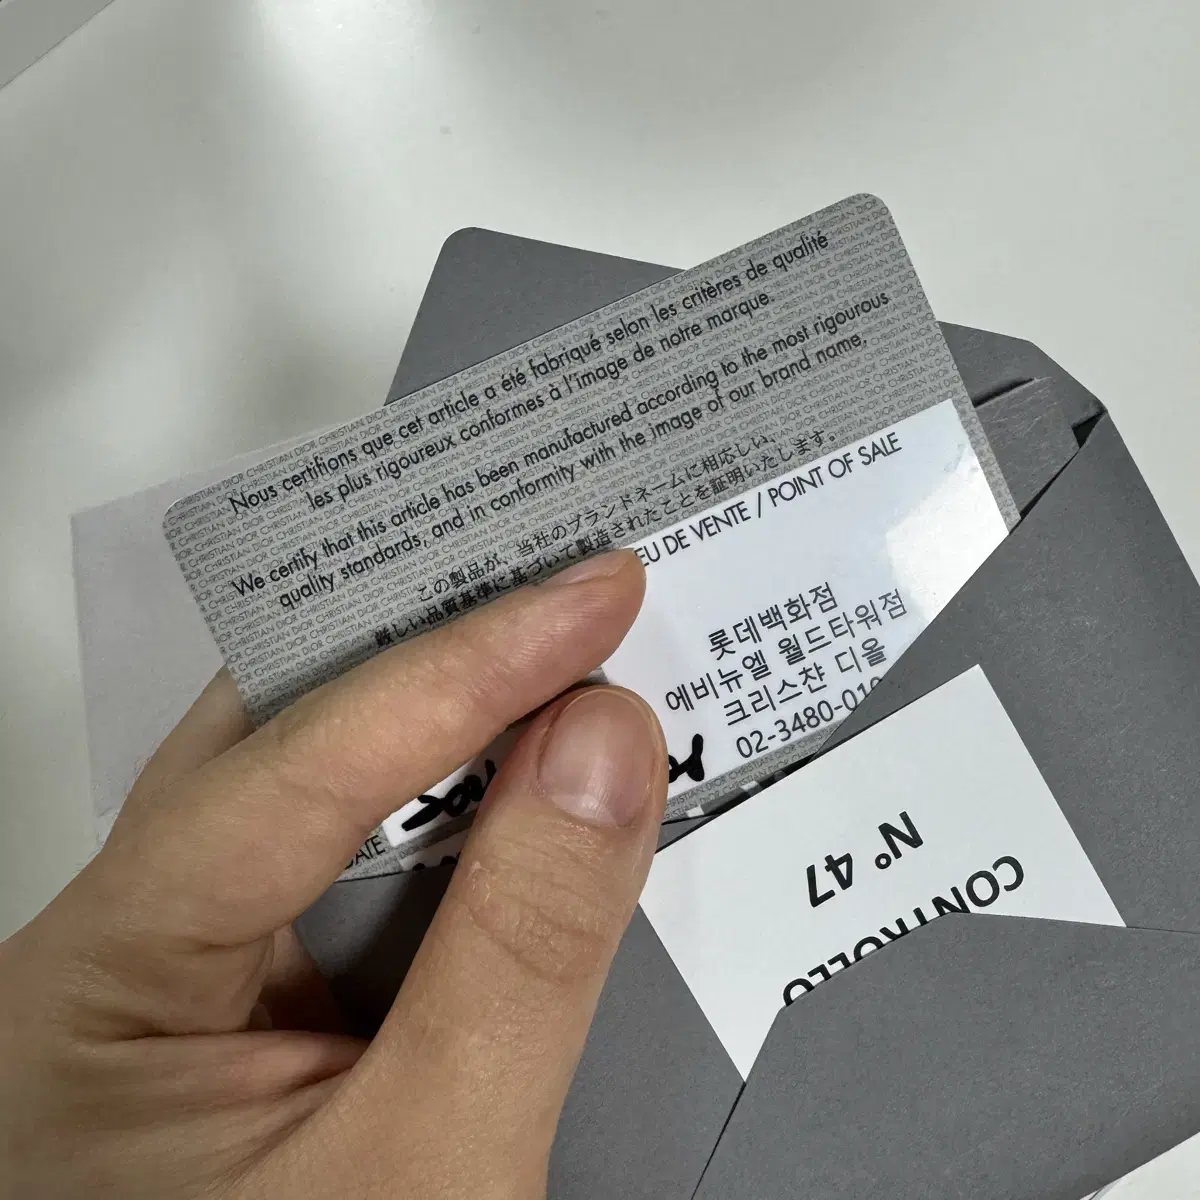 Nous certifions que cet article a été fabriqué selon les critères de qualité
les plus rigoureux conformes à l'image de notre marque.
We certify that this article has been manufactured according to the most rigourous
quality standards, and in conformity with the image of our brand name,
この製品が、当社のブランドネームに相応しい、
厳しい品質基準に基づいて製造されたことを証明いたします。
EU DE VENTE / POINT OF SALE
롯데백화점
에비뉴엘 월드타워점
크리스챤 디올
02-3480-01
DATE
CONTROLLO
N° 47